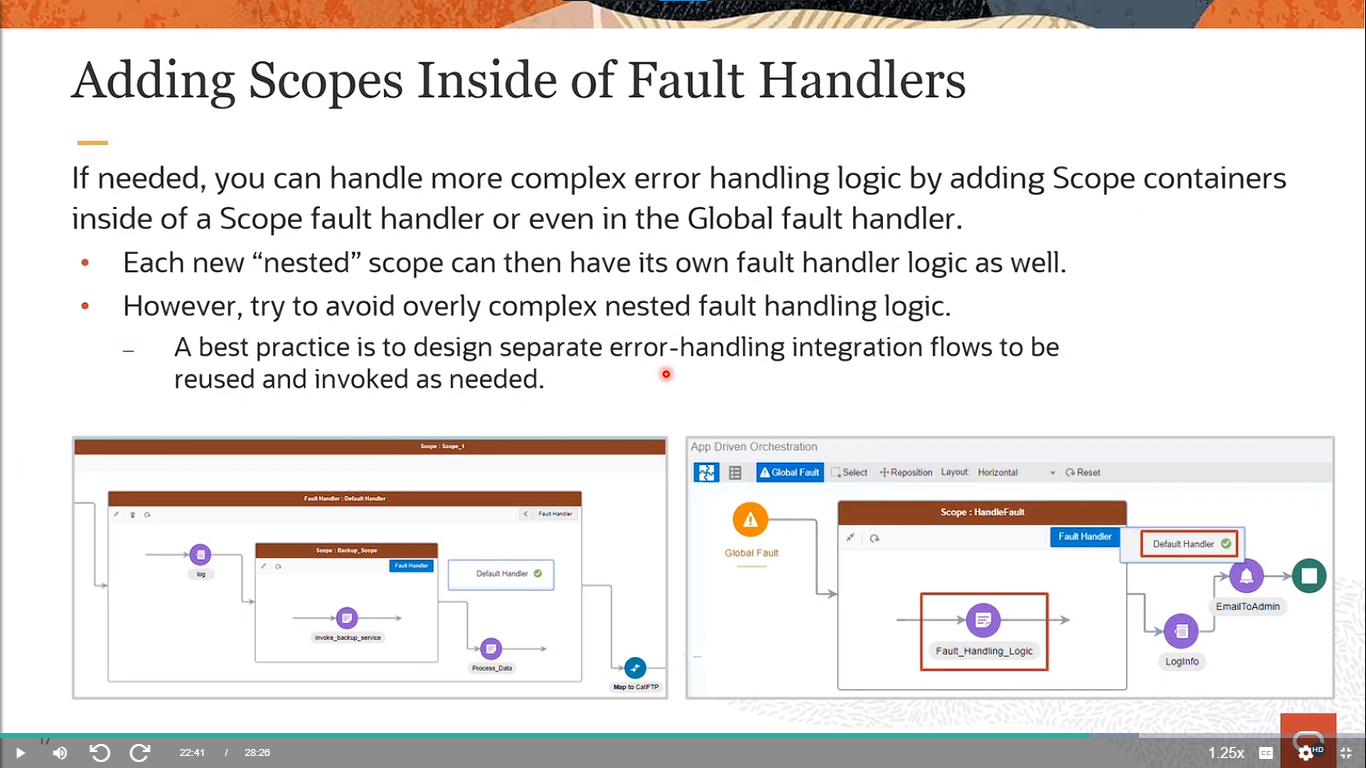 Adding Scopes Inside of Fault Handlers
If needed, you can handle more complex error handling logic by adding Scope containers
inside of a Scope fault handler or even in the Global fault handler.
• Each new “nested” scope can then have its own fault handler logic as well.
• However, try to avoid overly complex nested fault handling logic.
– A best practice is to design separate error-handling integration flows to be
reused and invoked as needed.
Scope : Scope_1
Fault Handler : Default Handler
Fault Handler
log
Scope : Backup_Scope
Fault Handler
Default Handler
invoke_backup_service
Process_Data
Map to CallFTP
App Driven Orchestration
Global Fault Select Reposition Layout: Horizontal Reset
Global Fault
Scope : HandleFault
Fault Handler
Default Handler
Fault_Handling_Logic
EmailToAdmin
LogInfo
17
22:41 / 28:26
1.25x CC HD